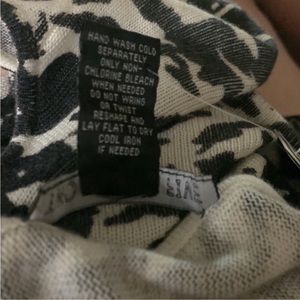 HAND WASH COLD
SEPARATELY
ONLY NON-
CHLORINE BLEACH
WHEN NEEDED
DO NOT WRING
OR TWIST
RESHAPE AND
LAY FLAT TO DRY
COOL IRON
IF NEEDED